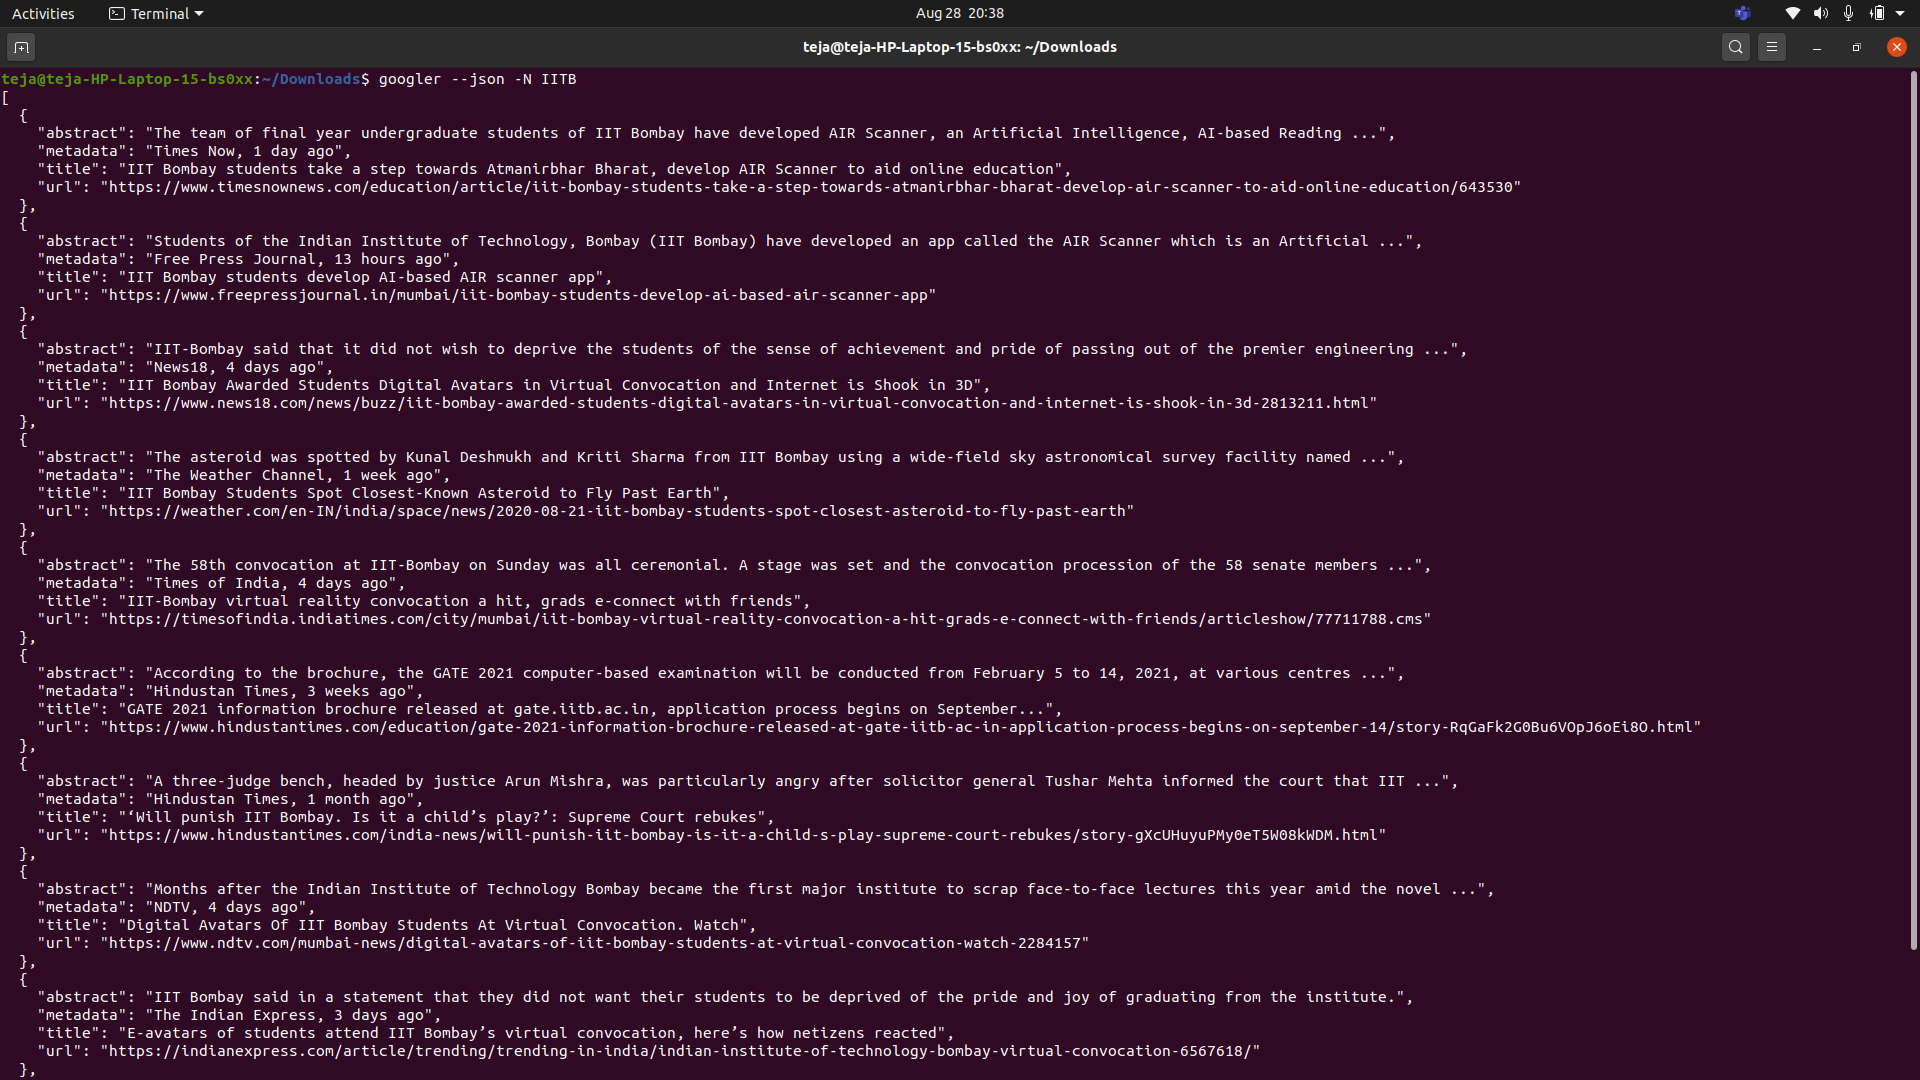 Activities Terminal Aug 28 20:38
teja@teja-HP-Laptop-15-bs0xx: ~/Downloads
teja@teja-HP-Laptop-15-bs0xx:~/Downloads$ googler --json -N IITB
[
  {
    "abstract": "The team of final year undergraduate students of IIT Bombay have developed AIR Scanner, an Artificial Intelligence, AI-based Reading ...",
    "metadata": "Times Now, 1 day ago",
    "title": "IIT Bombay students take a step towards Atmanirbhar Bharat, develop AIR Scanner to aid online education",
    "url": "https://www.timesnownews.com/education/article/iit-bombay-students-take-a-step-towards-atmanirbhar-bharat-develop-air-scanner-to-aid-online-education/643530"
  },
  {
    "abstract": "Students of the Indian Institute of Technology, Bombay (IIT Bombay) have developed an app called the AIR Scanner which is an Artificial ...",
    "metadata": "Free Press Journal, 13 hours ago",
    "title": "IIT Bombay students develop AI-based AIR scanner app",
    "url": "https://www.freepressjournal.in/mumbai/iit-bombay-students-develop-ai-based-air-scanner-app"
  },
  {
    "abstract": "IIT-Bombay said that it did not wish to deprive the students of the sense of achievement and pride of passing out of the premier engineering ...",
    "metadata": "News18, 4 days ago",
    "title": "IIT Bombay Awarded Students Digital Avatars in Virtual Convocation and Internet is Shook in 3D",
    "url": "https://www.news18.com/news/buzz/iit-bombay-awarded-students-digital-avatars-in-virtual-convocation-and-internet-is-shook-in-3d-2813211.html"
  },
  {
    "abstract": "The asteroid was spotted by Kunal Deshmukh and Kriti Sharma from IIT Bombay using a wide-field sky astronomical survey facility named ...",
    "metadata": "The Weather Channel, 1 week ago",
    "title": "IIT Bombay Students Spot Closest-Known Asteroid to Fly Past Earth",
    "url": "https://weather.com/en-IN/india/space/news/2020-08-21-iit-bombay-students-spot-closest-asteroid-to-fly-past-earth"
  },
  {
    "abstract": "The 58th convocation at IIT-Bombay on Sunday was all ceremonial. A stage was set and the convocation procession of the 58 senate members ...",
    "metadata": "Times of India, 4 days ago",
    "title": "IIT-Bombay virtual reality convocation a hit, grads e-connect with friends",
    "url": "https://timesofindia.indiatimes.com/city/mumbai/iit-bombay-virtual-reality-convocation-a-hit-grads-e-connect-with-friends/articleshow/77711788.cms"
  },
  {
    "abstract": "According to the brochure, the GATE 2021 computer-based examination will be conducted from February 5 to 14, 2021, at various centres ...",
    "metadata": "Hindustan Times, 3 weeks ago",
    "title": "GATE 2021 information brochure released at gate.iitb.ac.in, application process begins on September...",
    "url": "https://www.hindustantimes.com/education/gate-2021-information-brochure-released-at-gate-iitb-ac-in-application-process-begins-on-september-14/story-RqGaFk2G0Bu6VOpJ6oEi8O.html"
  },
  {
    "abstract": "A three-judge bench, headed by justice Arun Mishra, was particularly angry after solicitor general Tushar Mehta informed the court that IIT ...",
    "metadata": "Hindustan Times, 1 month ago",
    "title": "‘Will punish IIT Bombay. Is it a child’s play?’: Supreme Court rebukes",
    "url": "https://www.hindustantimes.com/india-news/will-punish-iit-bombay-is-it-a-child-s-play-supreme-court-rebukes/story-gXcUHuyuPMy0eT5W08kWDM.html"
  },
  {
    "abstract": "Months after the Indian Institute of Technology Bombay became the first major institute to scrap face-to-face lectures this year amid the novel ...",
    "metadata": "NDTV, 4 days ago",
    "title": "Digital Avatars Of IIT Bombay Students At Virtual Convocation. Watch",
    "url": "https://www.ndtv.com/mumbai-news/digital-avatars-of-iit-bombay-students-at-virtual-convocation-watch-2284157"
  },
  {
    "abstract": "IIT Bombay said in a statement that they did not want their students to be deprived of the pride and joy of graduating from the institute.",
    "metadata": "The Indian Express, 3 days ago",
    "title": "E-avatars of students attend IIT Bombay’s virtual convocation, here’s how netizens reacted",
    "url": "https://indianexpress.com/article/trending/trending-in-india/indian-institute-of-technology-bombay-virtual-convocation-6567618/"
  },